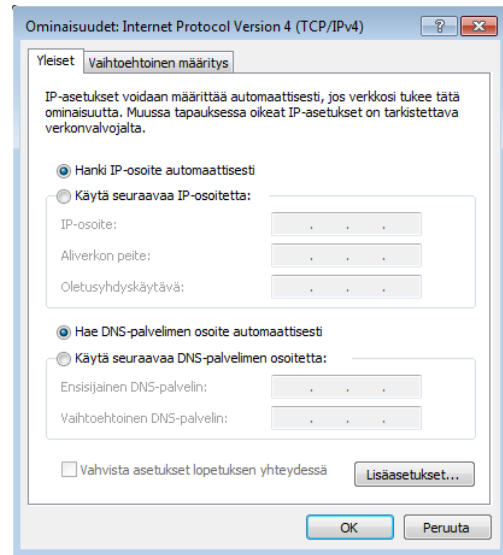 Ominaisuudet: Internet Protocol Version 4 (TCP/IPv4)
Yleiset
Vaihtoehtoinen määritys
IP-asetukset voidaan määrittää automaattisesti, jos verkkosi tukee tätä
ominaisuutta. Muussa tapauksessa oikeat IP-asetukset on tarkistettava
verkonvalvojalta.
Hanki IP-osoite automaattisesti
Käytä seuraavaa IP-osoitetta:
IP-osoite:
Aliverkon peite:
Oletusyhdyskäytävä:
Hae DNS-palvelimen osoite automaattisesti
Käytä seuraavaa DNS-palvelimen osoitetta:
Ensisijainen DNS-palvelin:
Vaihtoehtoinen DNS-palvelin:
Vahvista asetukset lopetuksen yhteydessä
Lisäasetukset...
OK
Peruuta